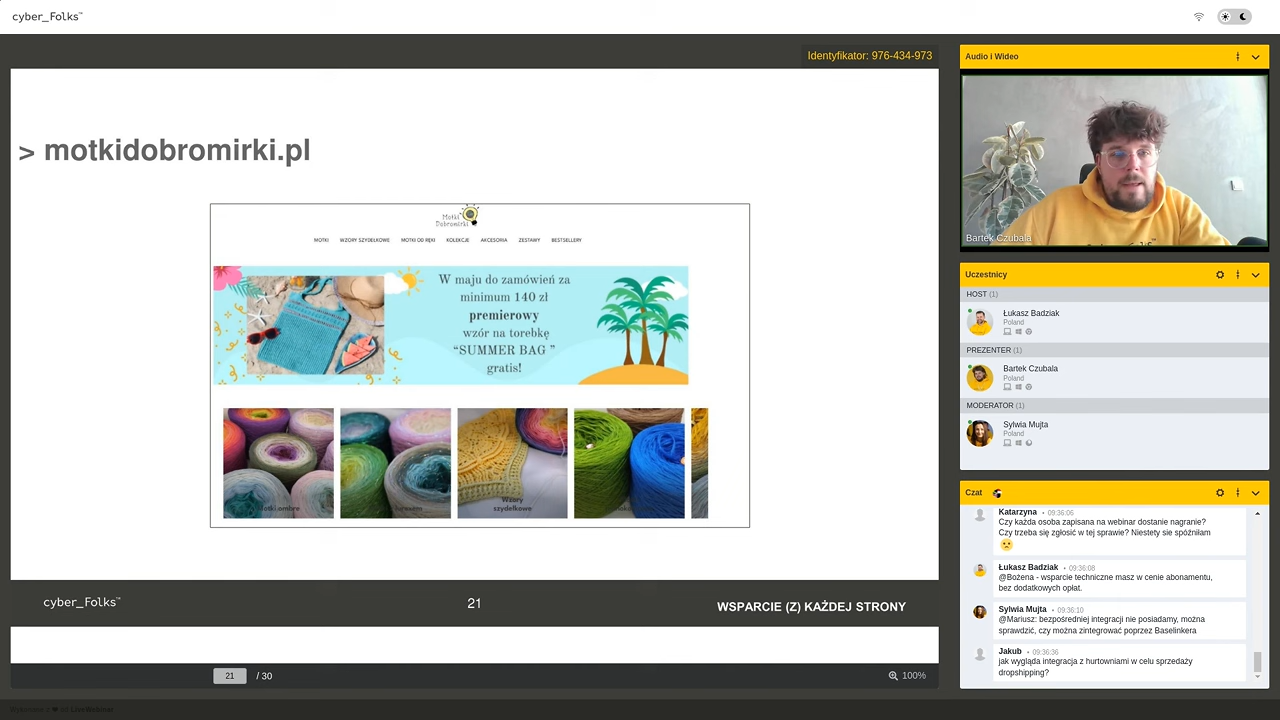 cyber_Folks™
Identyfikator: 976-434-973
> motkidobromirki.pl
Motki
Dobromirki
MOTKI WZORY SZYDEŁKOWE MOTKI OD RĘKI KOLEKCJE AKCESORIA ZESTAWY BESTSELLERY
W maju do zamówień za
minimum 140 zł
premierowy
wzór na torebkę
“SUMMER BAG ”
gratis!
Wzory
szydełkowe
cyber_Folks™
21
WSPARCIE (Z) KAŻDEJ STRONY
21 / 30
100%
Audio i Wideo
Bartek Czubala
Uczestnicy
HOST (1)
Łukasz Badziak
Poland
PREZENTER (1)
Bartek Czubala
Poland
MODERATOR (1)
Sylwia Mujta
Poland
Czat
Katarzyna • 09:36:06
Czy każda osoba zapisana na webinar dostanie nagranie?
Czy trzeba się zgłosić w tej sprawie? Niestety sie spóźniłam
Łukasz Badziak • 09:36:08
@Bożena - wsparcie techniczne masz w cenie abonamentu,
bez dodatkowych opłat.
Sylwia Mujta • 09:36:10
@Mariusz: bezpośredniej integracji nie posiadamy, można
sprawdzić, czy można zintegrować poprzez Baselinkera
Jakub • 09:36:36
jak wygląda integracja z hurtowniami w celu sprzedaży
dropshipping?